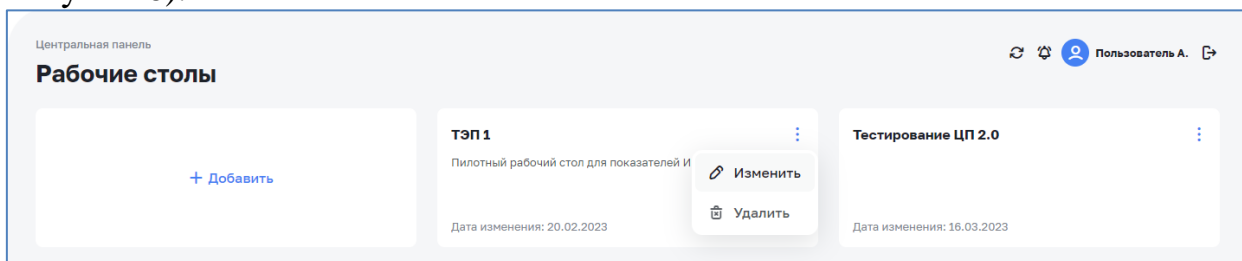 Центральная панель
Рабочие столы
Пользователь А.
+ Добавить
ТЭП 1
Пилотный рабочий стол для показателей И
Изменить
Удалить
Дата изменения: 20.02.2023
Тестирование ЦП 2.0
Дата изменения: 16.03.2023